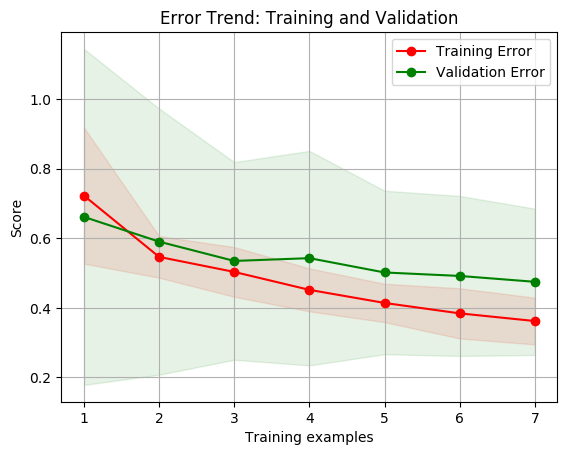 Error Trend: Training and Validation
Training Error
Validation Error
Score
1.0
0.8
0.6
0.4
0.2
1 2 3 4 5 6 7
Training examples